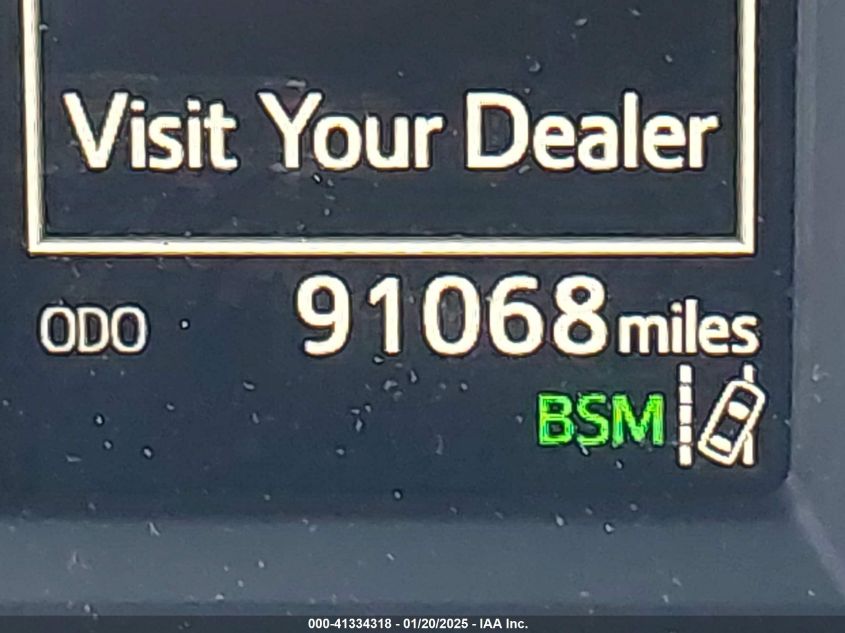 Visit Your Dealer
ODO 91068 miles
BSM
000-41334318 - 01/20/2025 - IAA Inc.